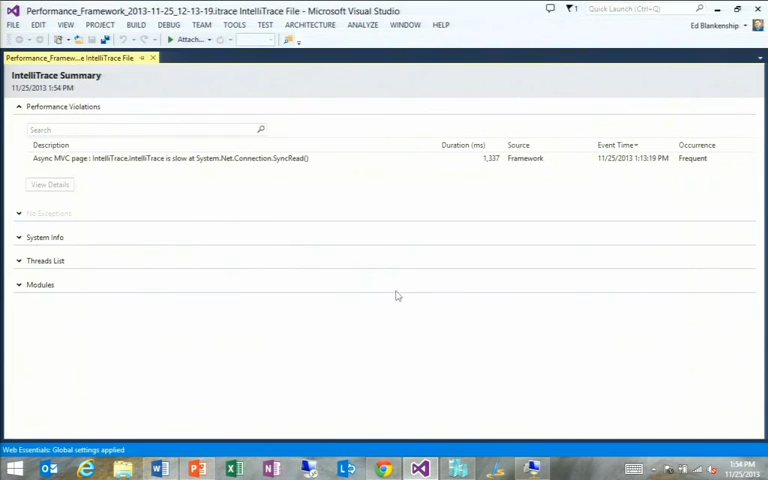 Performance_Framework_2013-11-25_12-13-19.itrace IntelliTrace File - Microsoft Visual Studio
1
Quick Launch (Ctrl+Q)
FILE EDIT VIEW PROJECT BUILD DEBUG TEAM TOOLS TEST ARCHITECTURE ANALYZE WINDOW HELP
Ed Blankenship
Attach...
Performance_Framew...e IntelliTrace File
IntelliTrace Summary
11/25/2013 1:54 PM
Performance Violations
Search
Description Duration (ms) Source Event Time Occurrence
Async MVC page : IntelliTrace.IntelliTrace is slow at System.Net.Connection.SyncRead() 1,337 Framework 11/25/2013 1:13:19 PM Frequent
View Details
No Exceptions
System Info
Threads List
Modules
Web Essentials: Global settings applied
1:54 PM
11/25/2013